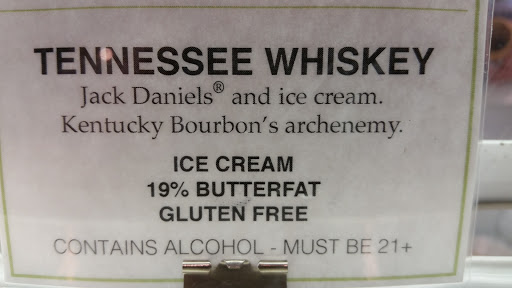 TENNESSEE WHISKEY
Jack Daniels® and ice cream.
Kentucky Bourbon's archenemy.
ICE CREAM
19% BUTTERFAT
GLUTEN FREE
CONTAINS ALCOHOL - MUST BE 21+